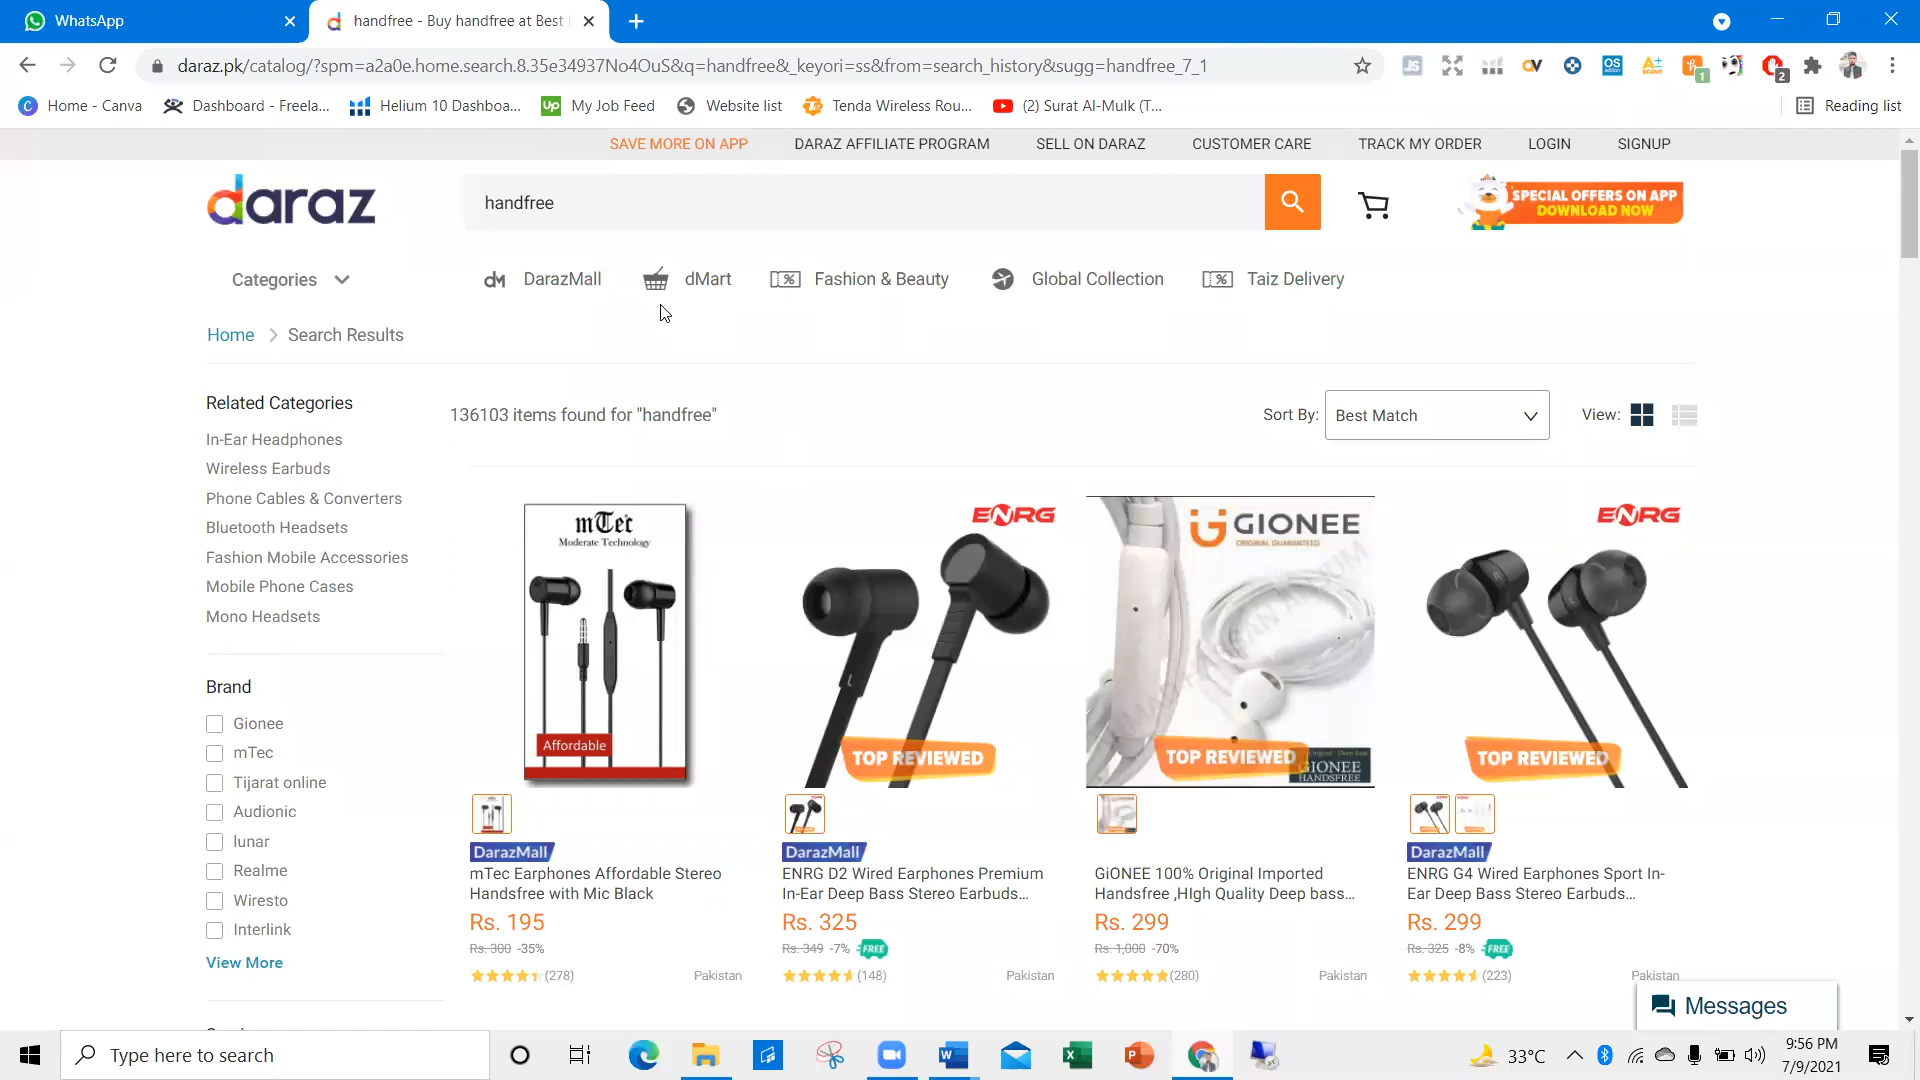 WhatsApp
handfree - Buy handfree at Best
daraz.pk/catalog/?spm=a2a0e.home.search.8.35e34937No4OuS&q=handfree&_keyori=ss&from=search_history&sugg=handfree_7_1
Home - Canva
Dashboard - Freela...
Helium 10 Dashboa...
My Job Feed
Website list
Tenda Wireless Rou...
(2) Surat Al-Mulk (T...
Reading list
SAVE MORE ON APP
DARAZ AFFILIATE PROGRAM
SELL ON DARAZ
CUSTOMER CARE
TRACK MY ORDER
LOGIN
SIGNUP
daraz
handfree
SPECIAL OFFERS ON APP
DOWNLOAD NOW
Categories
DarazMall
dMart
Fashion & Beauty
Global Collection
Taiz Delivery
Home
Search Results
Related Categories
In-Ear Headphones
Wireless Earbuds
Phone Cables & Converters
Bluetooth Headsets
Fashion Mobile Accessories
Mobile Phone Cases
Mono Headsets
Brand
Gionee
mTec
Tijarat online
Audionic
lunar
Realme
Wiresto
Interlink
View More
136103 items found for "handfree"
Sort By:
Best Match
View:
mTec
Moderate Technology
Affordable
DarazMall
mTec Earphones Affordable Stereo
Handsfree with Mic Black
Rs. 195
Rs. 300 -35%
(278)
Pakistan
ENRG
TOP REVIEWED
DarazMall
ENRG D2 Wired Earphones Premium
In-Ear Deep Bass Stereo Earbuds...
Rs. 325
Rs. 349 -7% FREE
(148)
Pakistan
GIONEE
ORIGINAL GUARANTEED
TOP REVIEWED
GIONEE
HANDSFREE
GiONEE 100% Original Imported
Handsfree ,HIgh Quality Deep bass...
Rs. 299
Rs. 1,000 -70%
(280)
Pakistan
ENRG
TOP REVIEWED
DarazMall
ENRG G4 Wired Earphones Sport In-
Ear Deep Bass Stereo Earbuds...
Rs. 299
Rs. 325 -8% FREE
(223)
Pakistan
Messages
Type here to search
33°C
9:56 PM
7/9/2021